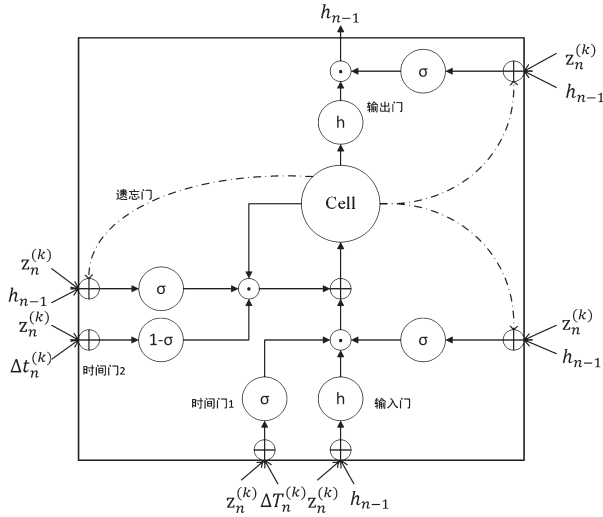 h_{n-1}
σ
z_n^{(k)}
h_{n-1}
h
输出门
遗忘门
Cell
z_n^{(k)}
h_{n-1}
σ
z_n^{(k)}
Δt_n^{(k)}
1-σ
时间门2
σ
z_n^{(k)}
h_{n-1}
时间门1
σ
h
输入门
z_n^{(k)} ΔT_n^{(k)} z_n^{(k)} h_{n-1}